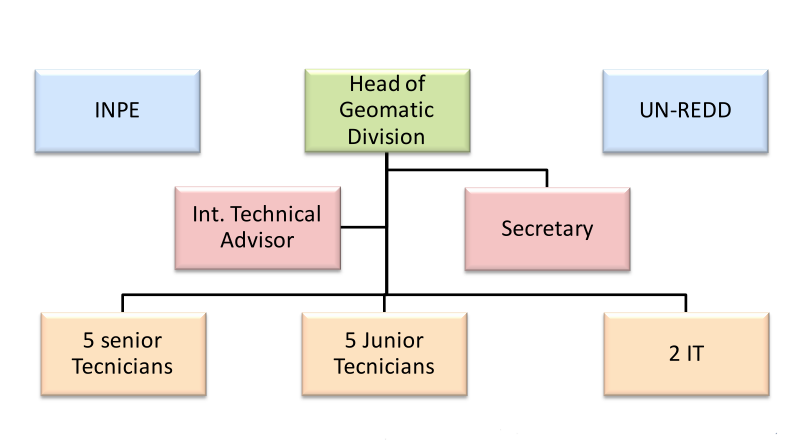 INPE
Head of
Geomatic
Division
UN-REDD
Int. Technical
Advisor
Secretary
5 senior
Tecnicians
5 Junior
Tecnicians
2 IT